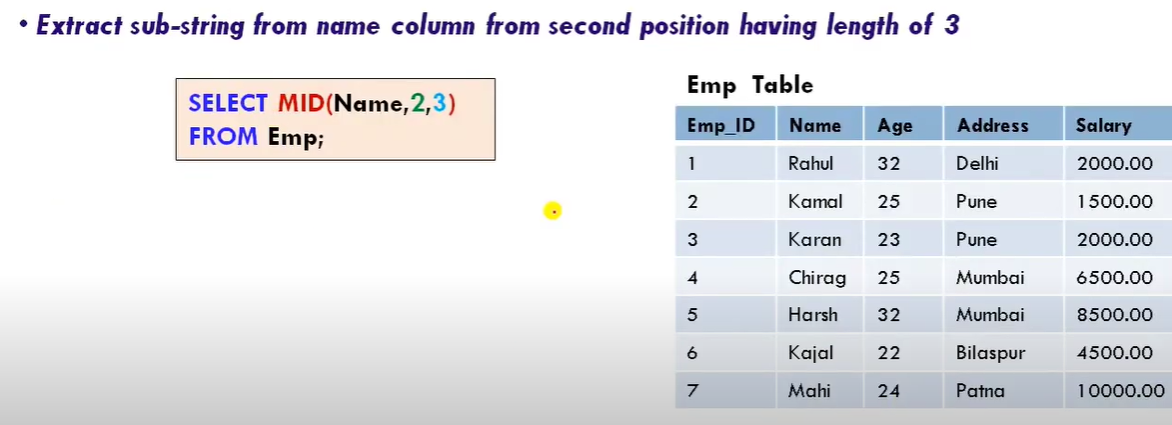 • Extract sub-string from name column from second position having length of 3
SELECT MID(Name,2,3)
FROM Emp;
Emp Table
Emp_ID Name Age Address Salary
1 Rahul 32 Delhi 2000.00
2 Kamal 25 Pune 1500.00
3 Karan 23 Pune 2000.00
4 Chirag 25 Mumbai 6500.00
5 Harsh 32 Mumbai 8500.00
6 Kajal 22 Bilaspur 4500.00
7 Mahi 24 Patna 10000.00